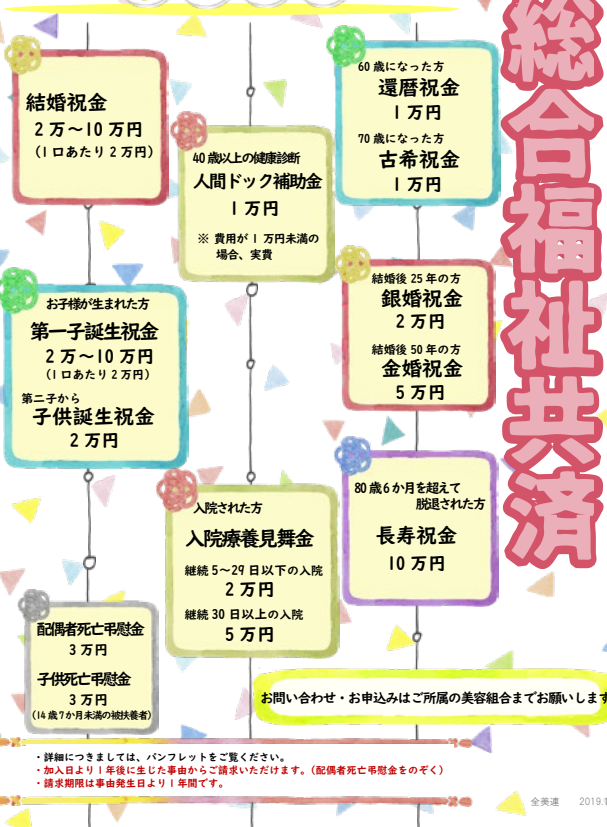 総合福祉共済
結婚祝金
2万〜10万円
(1口あたり2万円)
40歳以上の健康診断
人間ドック補助金
1万円
※ 費用が1万円未満の
場合、実費
60歳になった方
還暦祝金
1万円
70歳になった方
古希祝金
1万円
お子様が生まれた方
第一子誕生祝金
2万〜10万円
(1口あたり2万円)
第二子から
子供誕生祝金
2万円
結婚後25年の方
銀婚祝金
2万円
結婚後50年の方
金婚祝金
5万円
入院された方
入院療養見舞金
継続5〜29日以下の入院
2万円
継続30日以上の入院
5万円
80歳6か月を超えて
脱退された方
長寿祝金
10万円
配偶者死亡弔慰金
3万円
子供死亡弔慰金
3万円
(14歳7か月未満の被扶養者)
お問い合わせ・お申込みはご所属の美容組合までお願いします
・詳細につきましては、パンフレットをご覧ください。
・加入日より1年後に生じた事由からご請求いただけます。(配偶者死亡弔慰金をのぞく)
・請求期限は事由発生日より1年間です。
全美連 2019.1